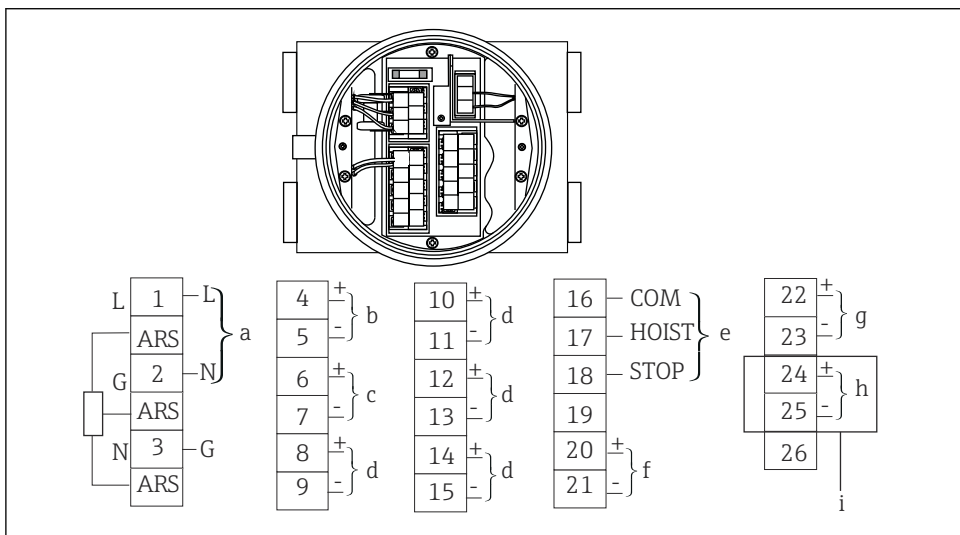 L 1 L
ARS
G 2 N
ARS
N 3 G
ARS
a
4 +
5 -
b
6 +
7 -
c
8 +
9 -
d
10 +
11 -
d
12 +
13 -
d
14 +
15 -
d
16 COM
17 HOIST
18 STOP
e
19
20 +
21 -
f
22 +
23 -
g
24 +
25 -
h
26
i